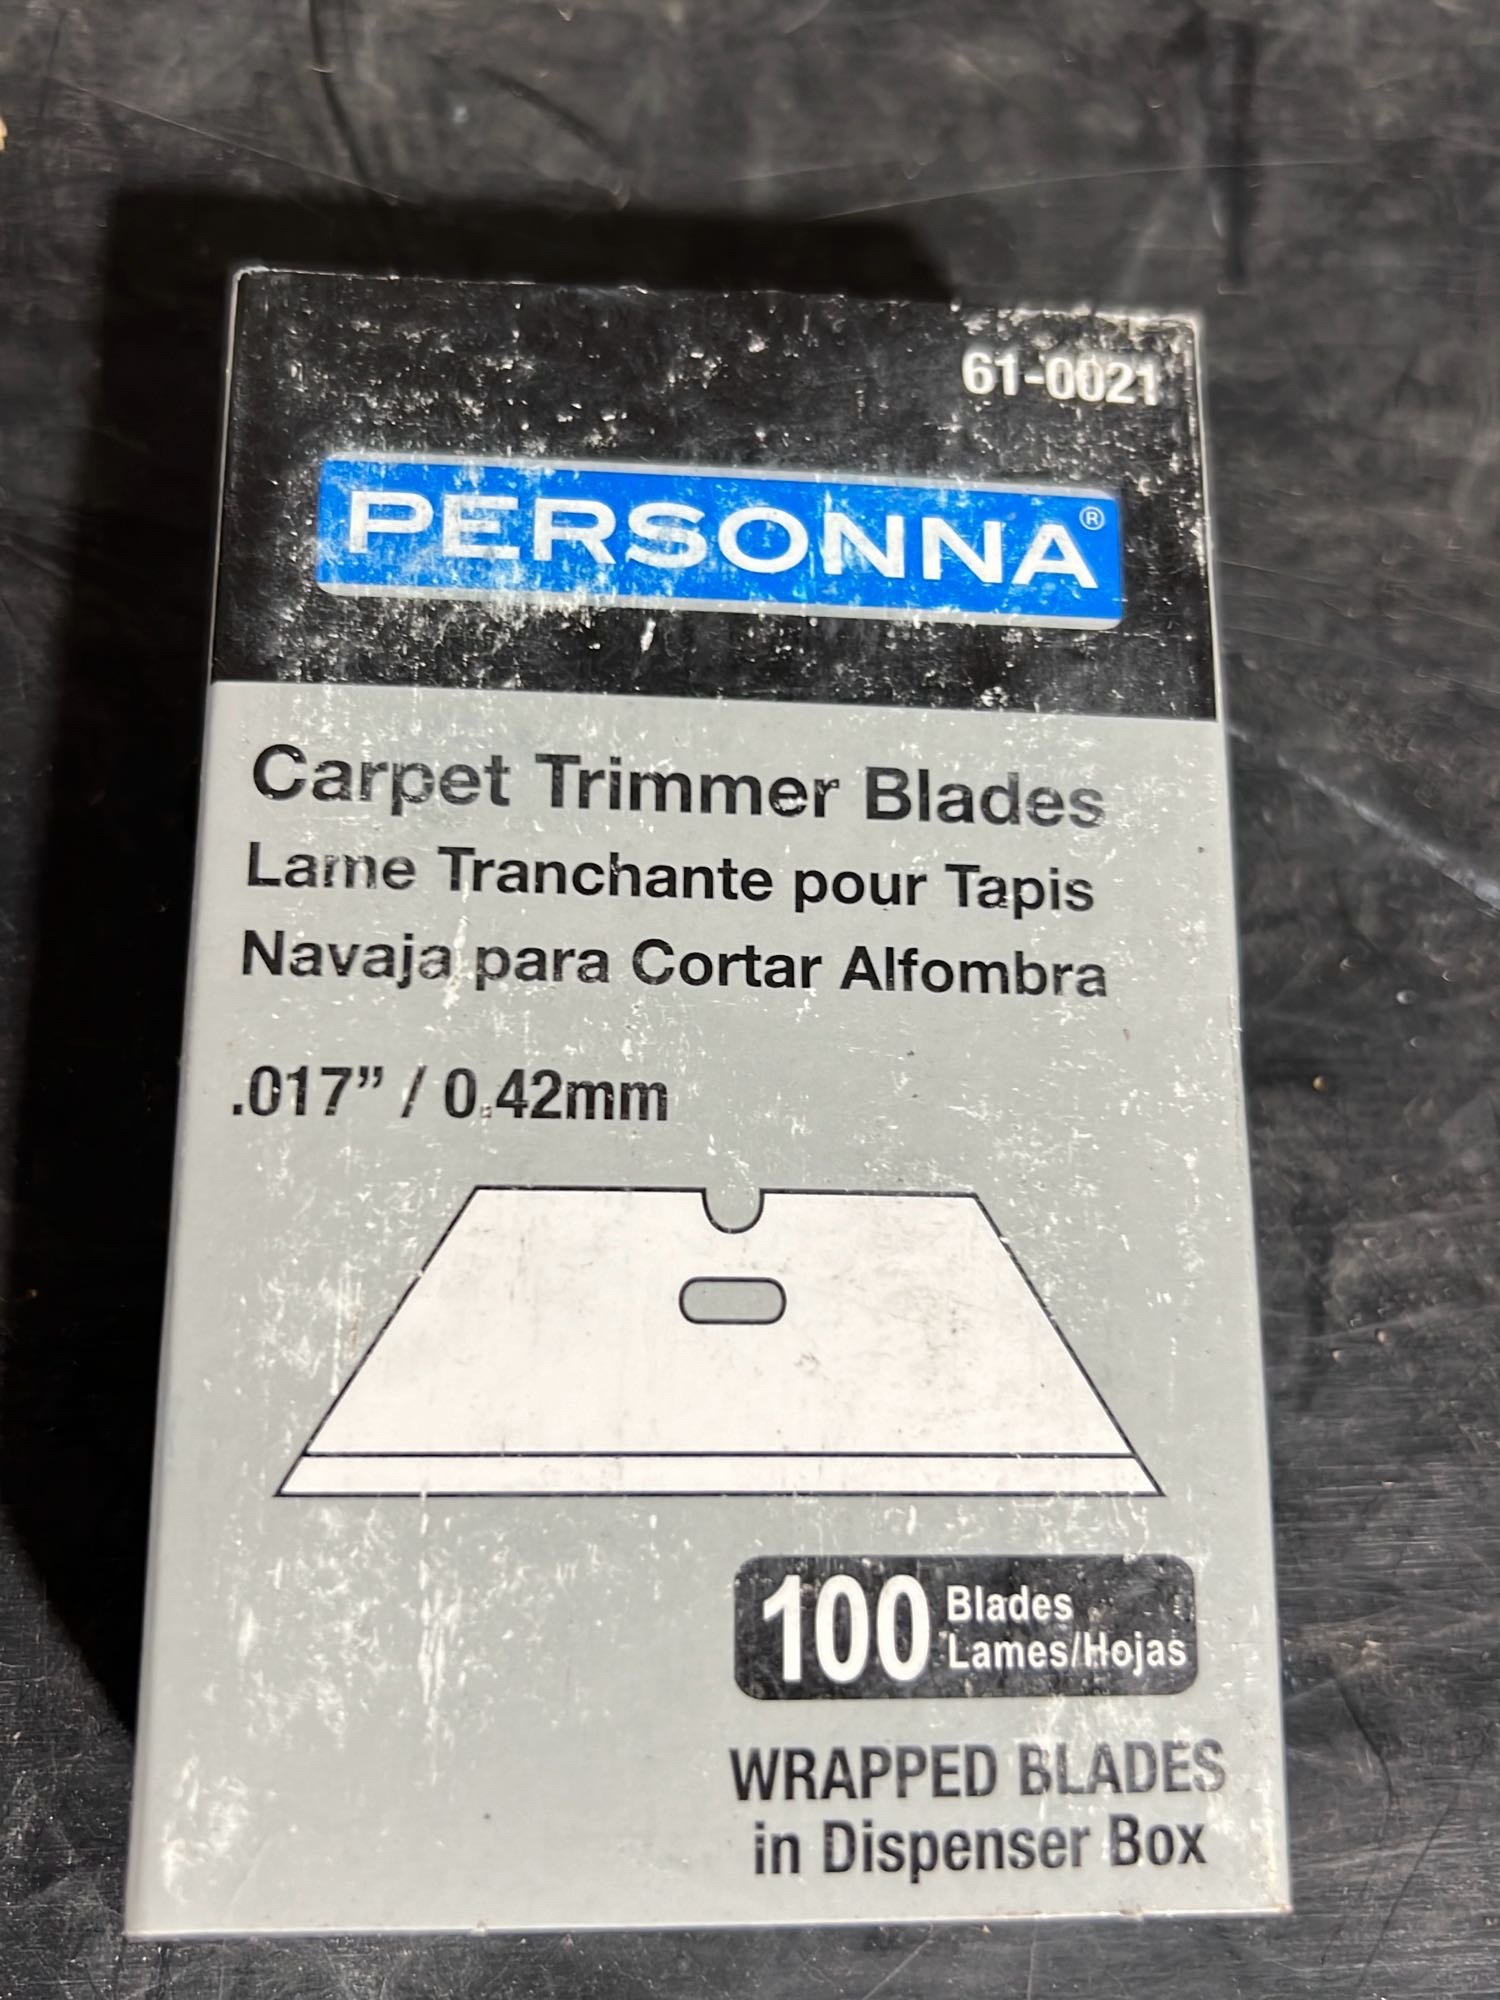 61-0021
PERSONNA®
Carpet Trimmer Blades
Lame Tranchante pour Tapis
Navaja para Cortar Alfombra
.017” / 0.42mm
100 Blades
Lames/Hojas
WRAPPED BLADES
in Dispenser Box